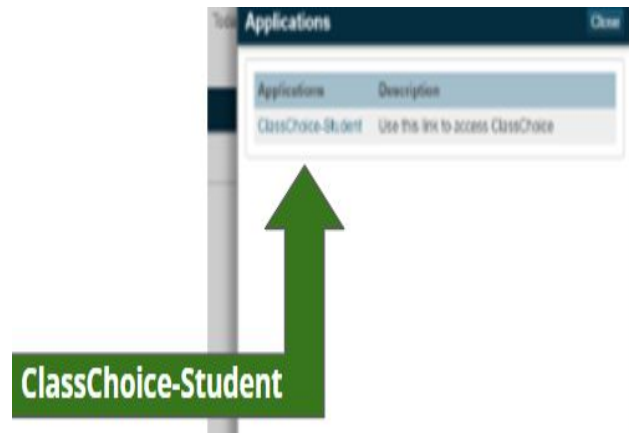 Applications Close
Applications Description
ClassChoice-Student Use this link to access ClassChoice
ClassChoice-Student